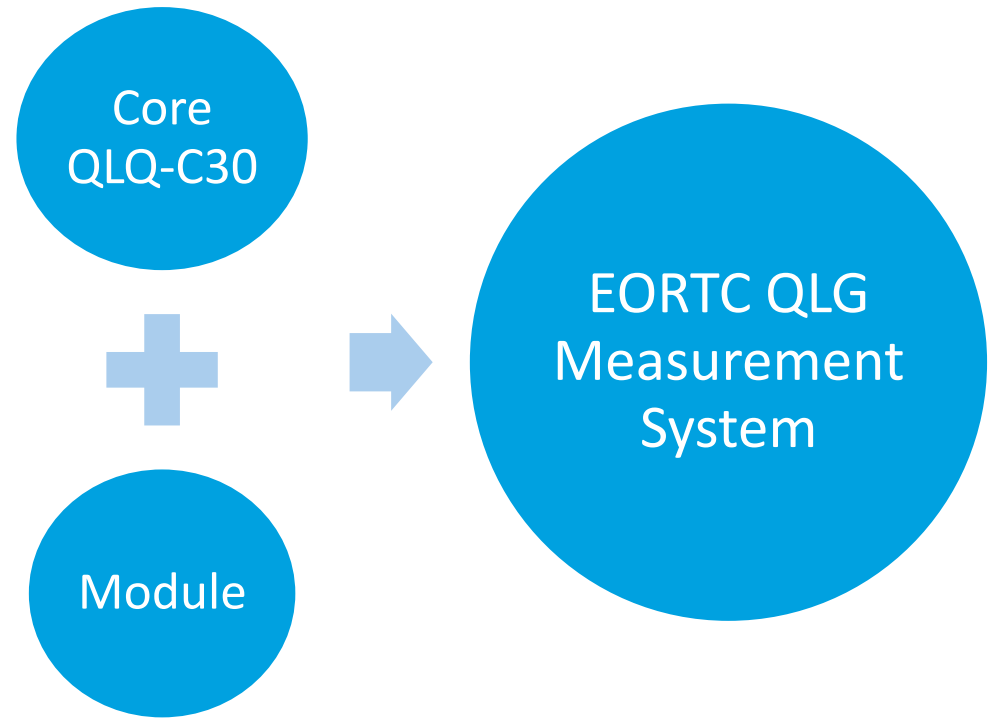 Core
QLQ-C30
Module
EORTC QLG
Measurement
System